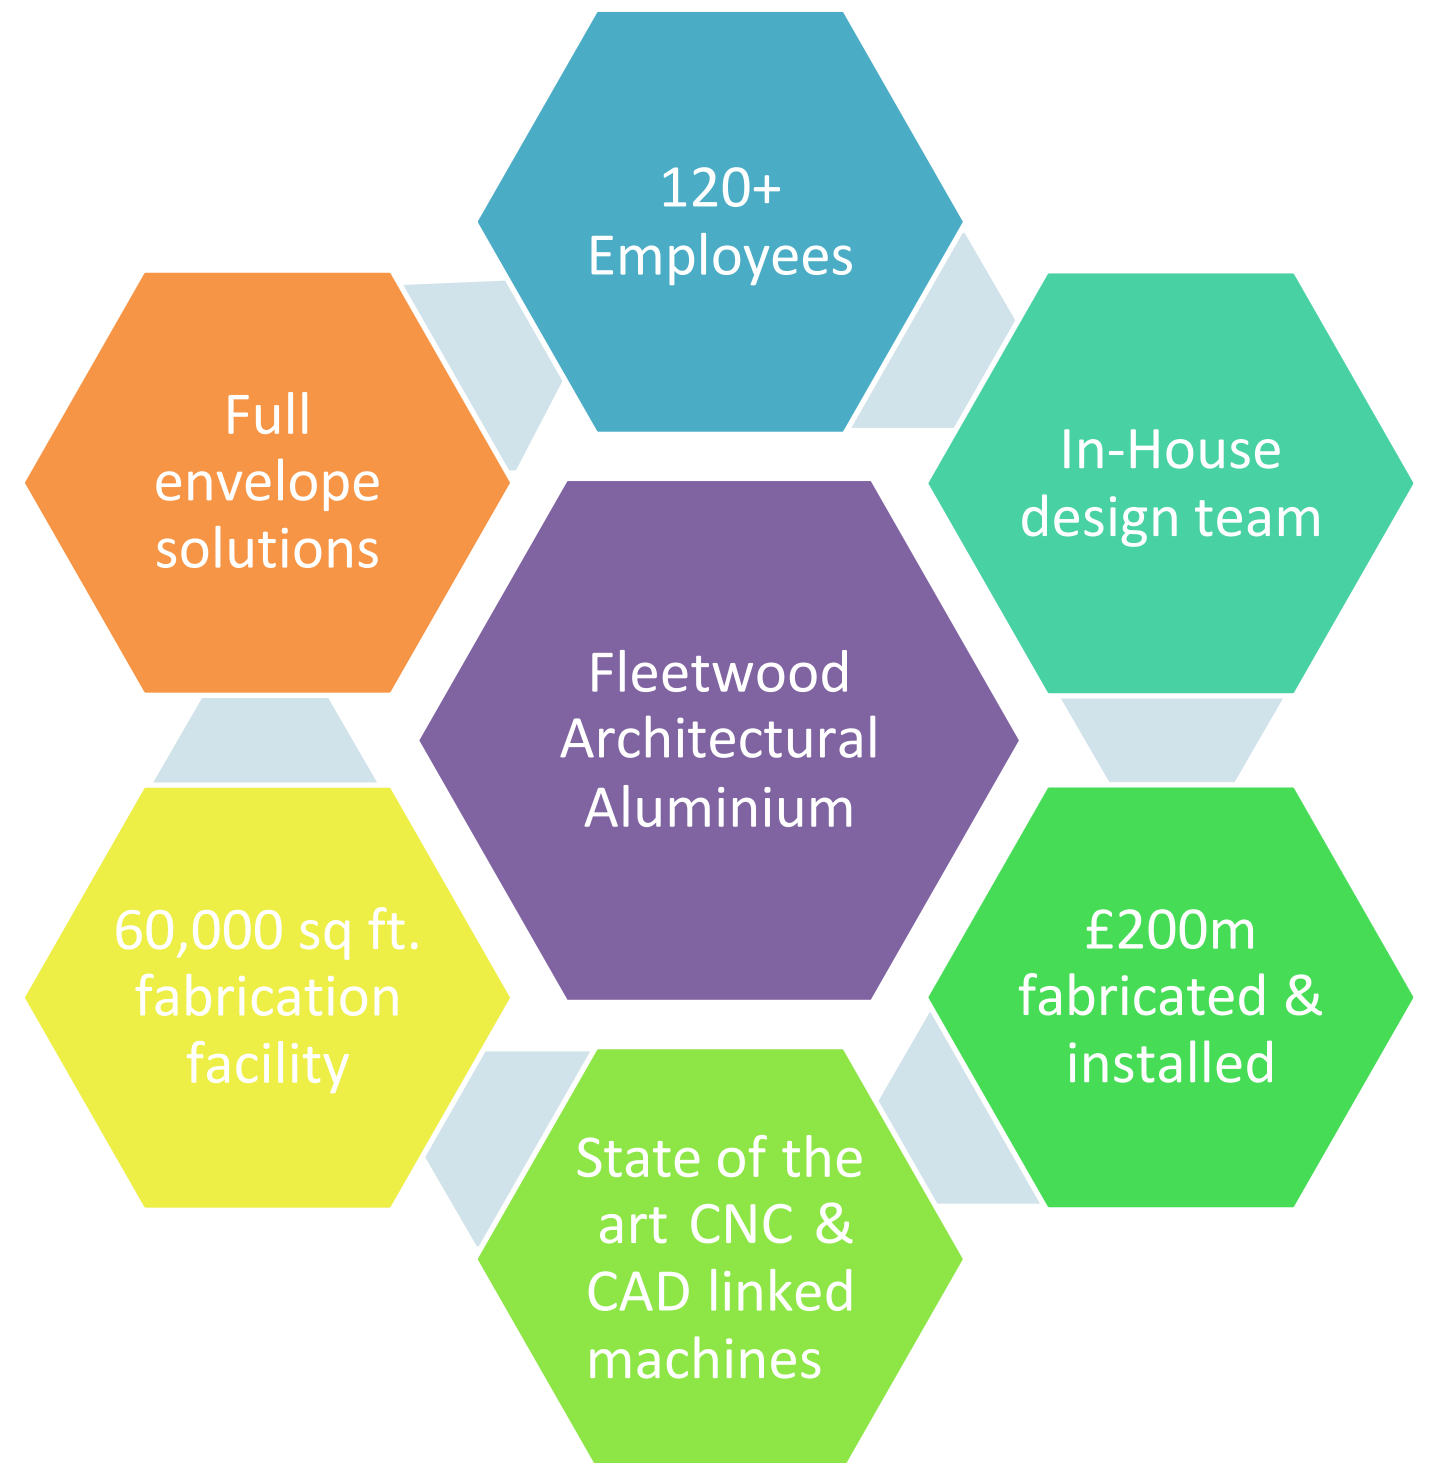 120+
Employees
In-House
design team
£200m
fabricated &
installed
State of the
art CNC &
CAD linked
machines
60,000 sq ft.
fabrication
facility
Full
envelope
solutions
Fleetwood
Architectural
Aluminium